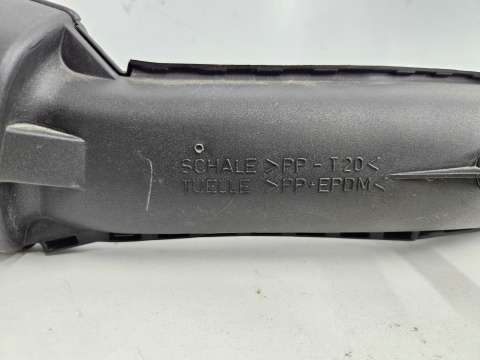 SCHALE >PP-T20<
TUELLE >PP+EPDM<